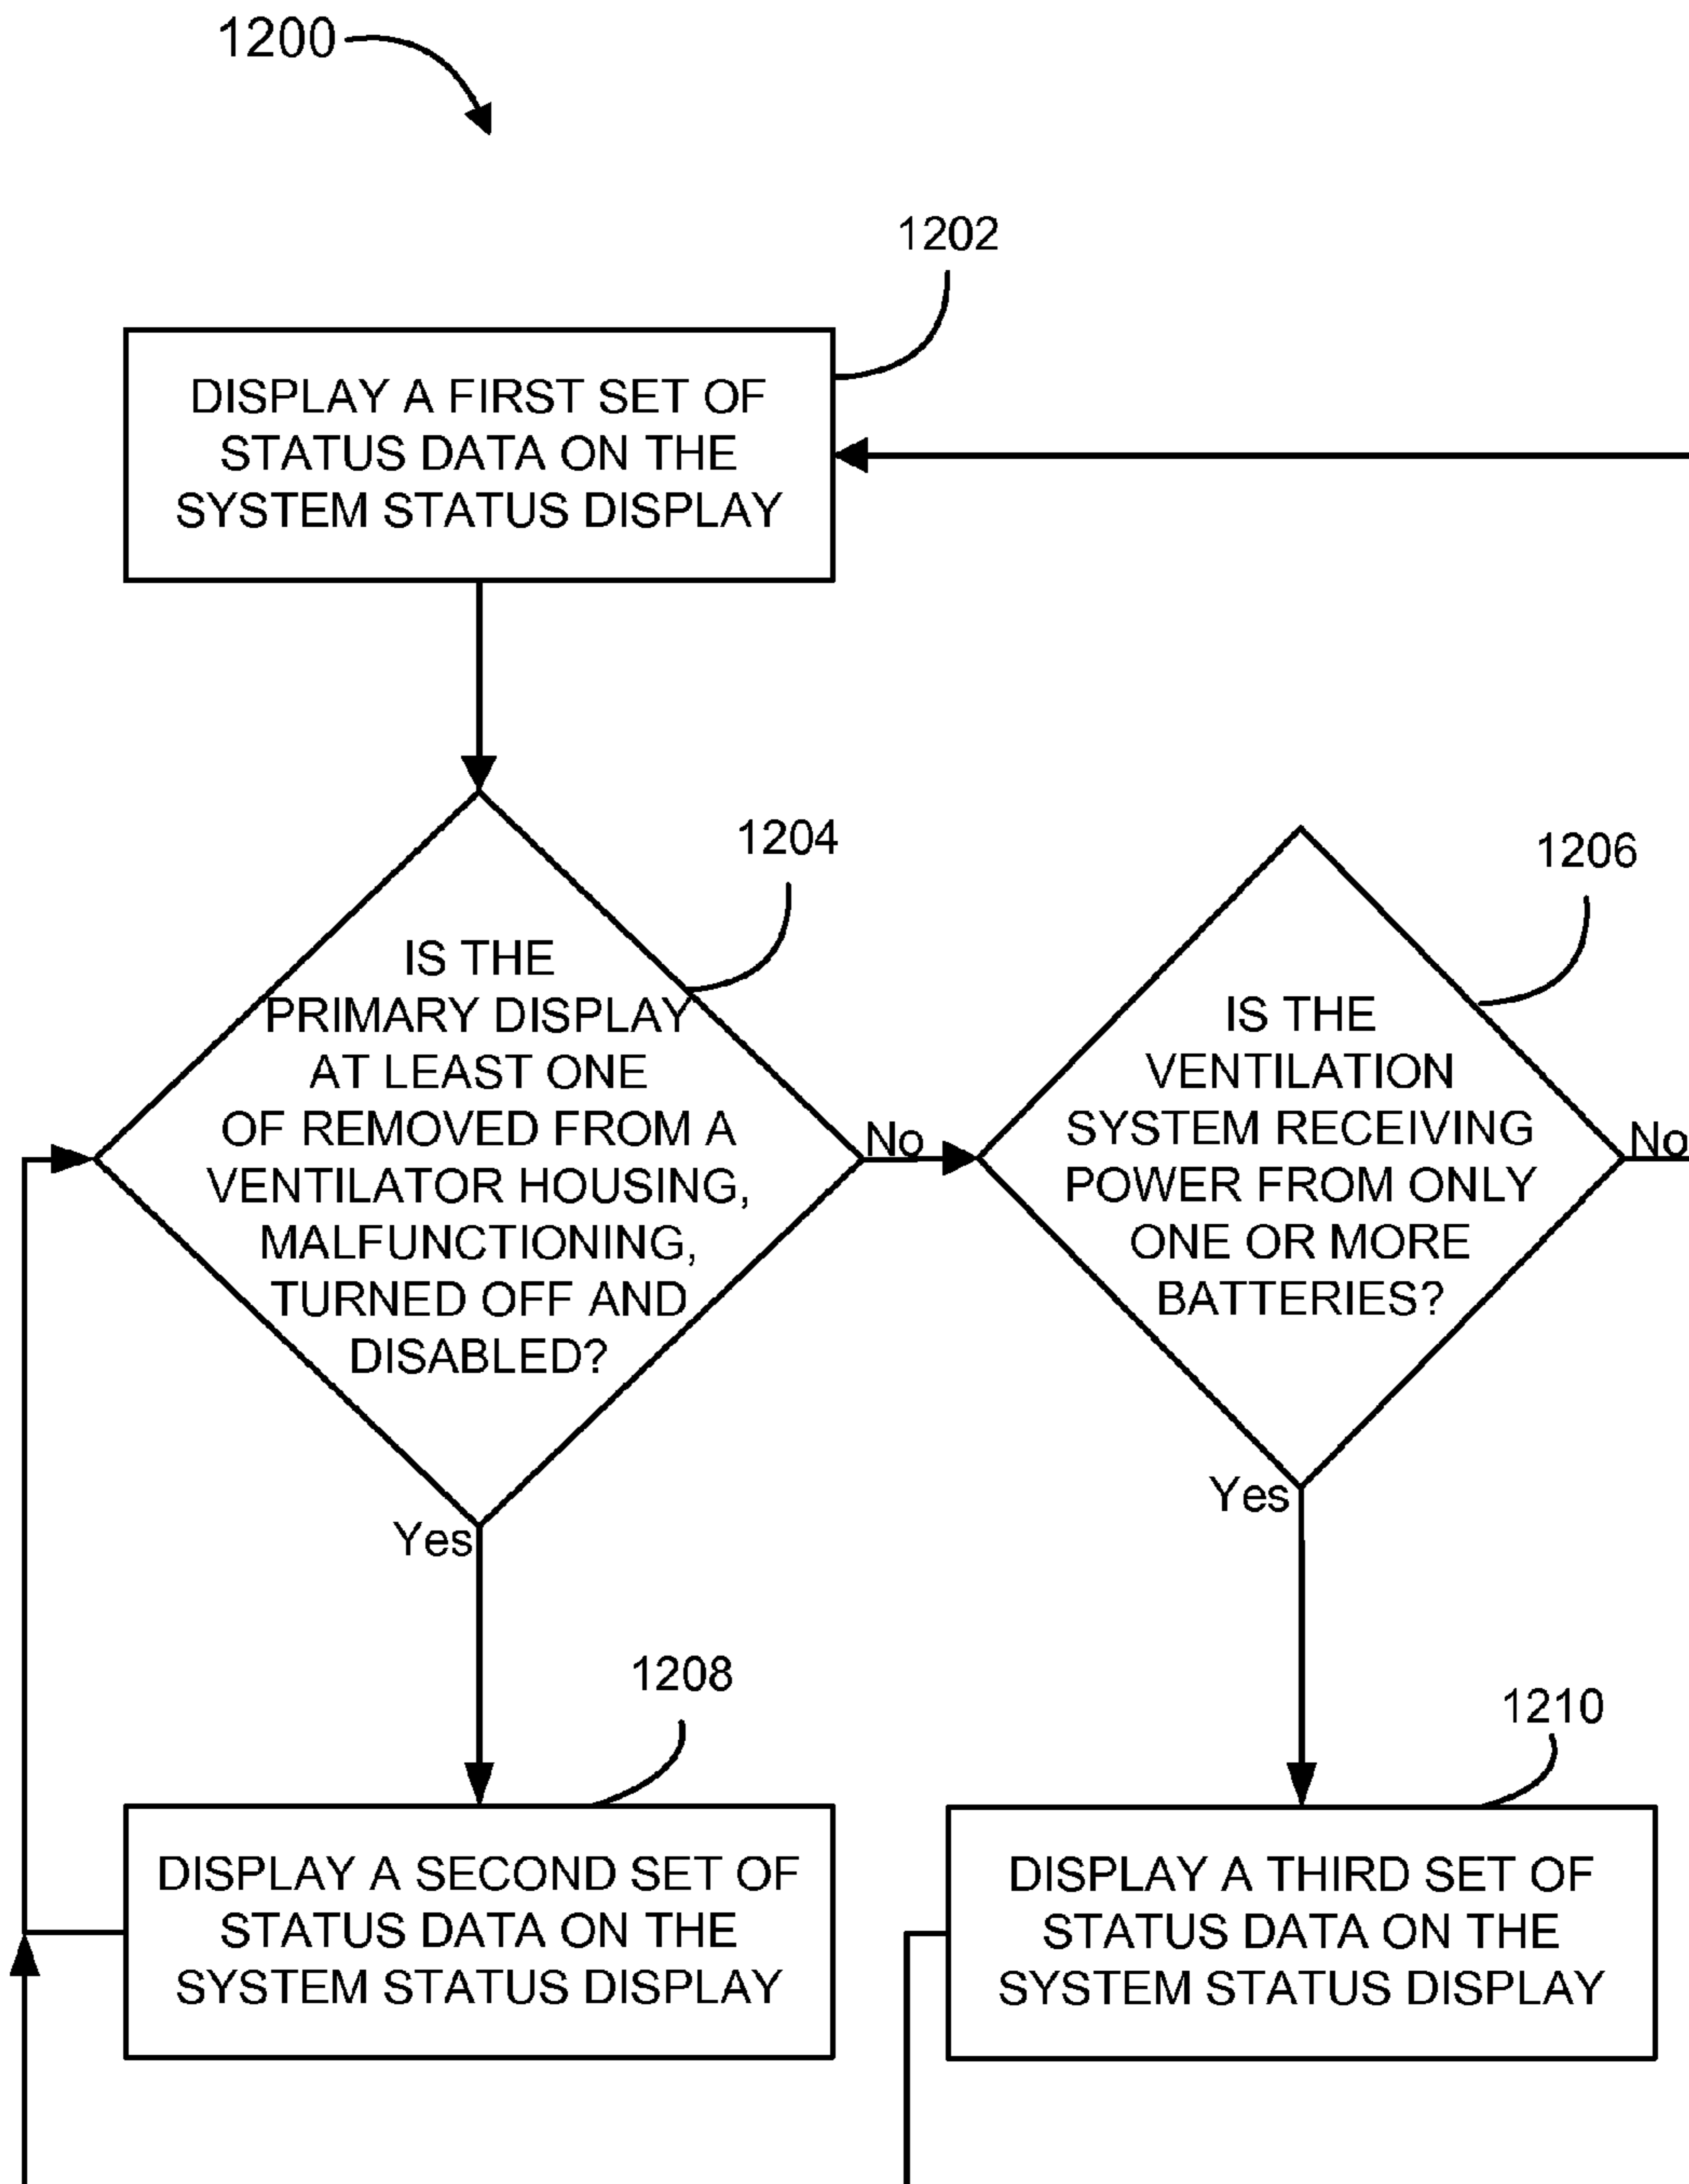 1200
1202
DISPLAY A FIRST SET OF
STATUS DATA ON THE
SYSTEM STATUS DISPLAY
1204
IS THE
PRIMARY DISPLAY
AT LEAST ONE
OF REMOVED FROM A
VENTILATOR HOUSING,
MALFUNCTIONING,
TURNED OFF AND
DISABLED?
No
Yes
1206
IS THE
VENTILATION
SYSTEM RECEIVING
POWER FROM ONLY
ONE OR MORE
BATTERIES?
No
Yes
1208
DISPLAY A SECOND SET OF
STATUS DATA ON THE
SYSTEM STATUS DISPLAY
1210
DISPLAY A THIRD SET OF
STATUS DATA ON THE
SYSTEM STATUS DISPLAY